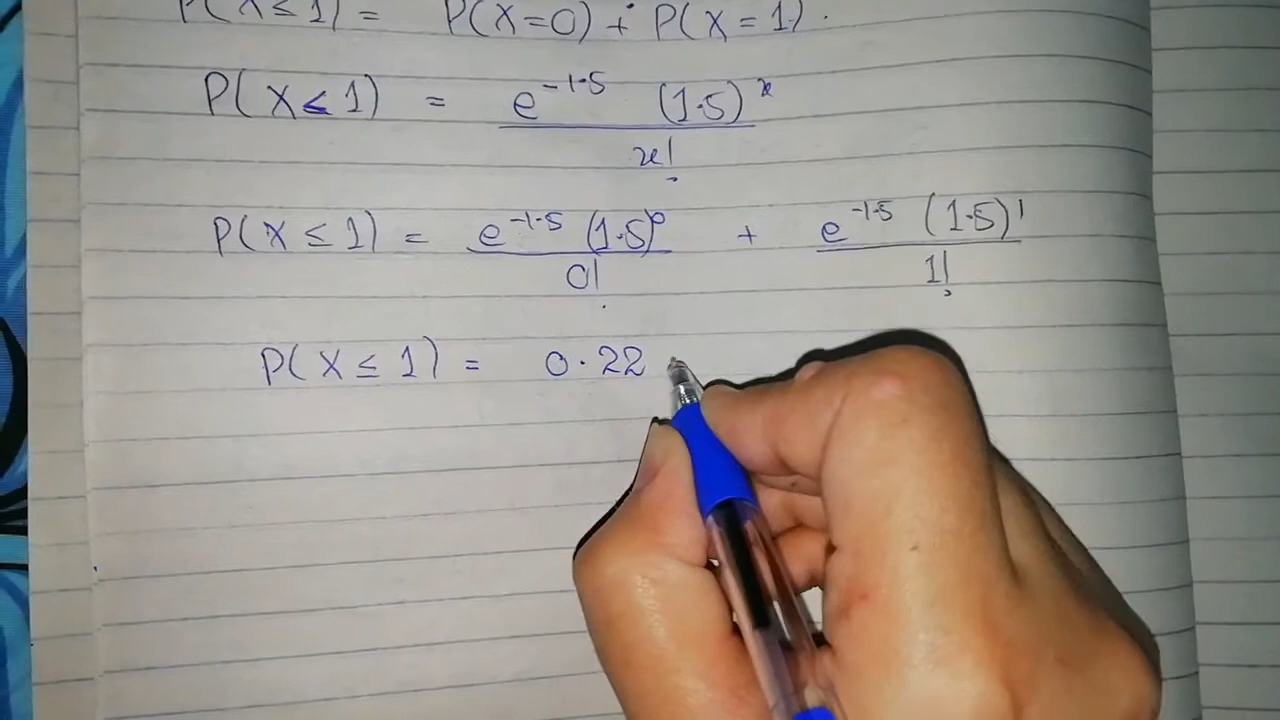 P(X ≤ 1) = P(X=0) + P(X = 1).
P(X ≤ 1) = e^-1.5 (1.5)^x / x!
P(X ≤ 1) = e^-1.5 (1.5)^0 / 0! + e^-1.5 (1.5)^1 / 1!
P(X ≤ 1) = 0.22